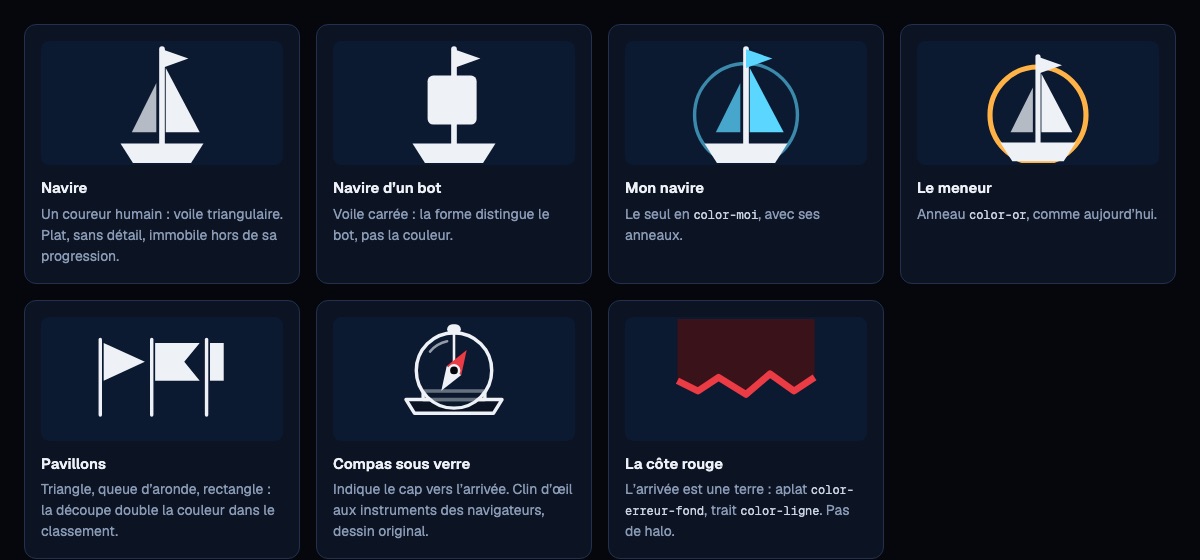 Navire
Un coureur humain : voile triangulaire.
Plat, sans détail, immobile hors de sa
progression.
Navire d’un bot
Voile carrée : la forme distingue le
bot, pas la couleur.
Mon navire
Le seul en color-moi, avec ses
anneaux.
Le meneur
Anneau color-or, comme aujourd’hui.
Pavillons
Triangle, queue d’aronde, rectangle :
la découpe double la couleur dans le
classement.
Compas sous verre
Indique le cap vers l’arrivée. Clin d’œil
aux instruments des navigateurs,
dessin original.
La côte rouge
L’arrivée est une terre : aplat color-
erreur-fond, trait color-ligne. Pas
de halo.